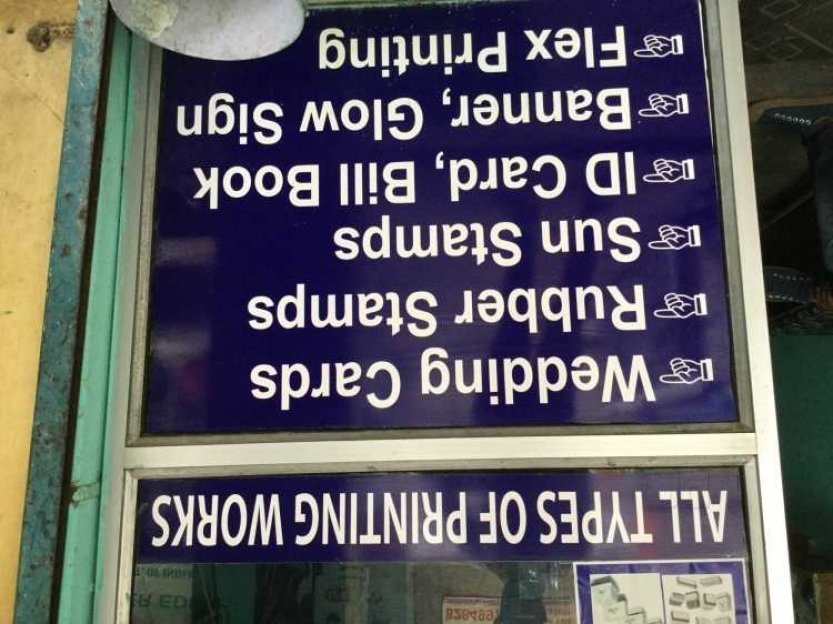 ALL TYPES OF PRINTING WORKS
Wedding Cards
Rubber Stamps
Sun Stamps
ID Card, Bill Book
Banner, Glow Sign
Flex Printing